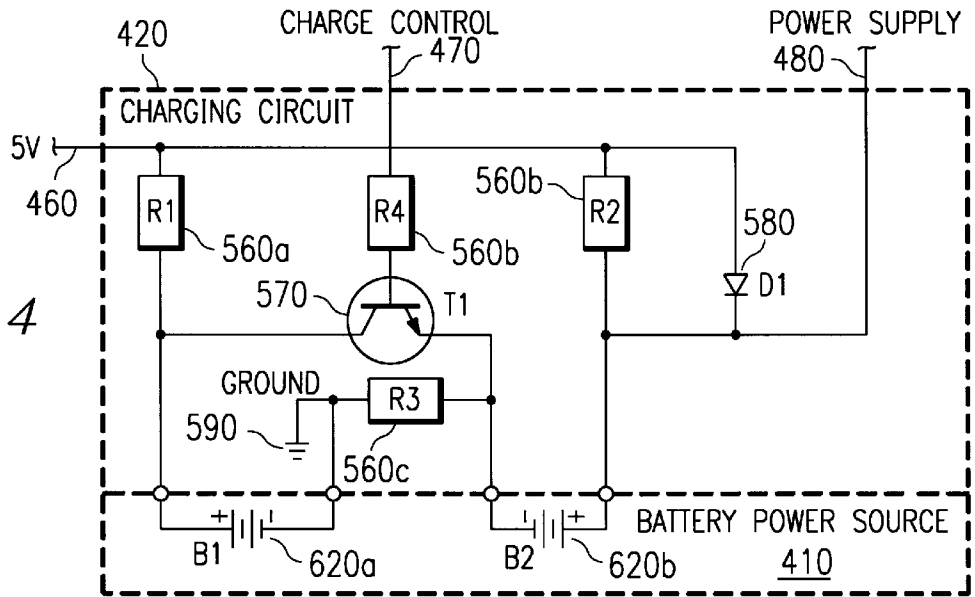 CHARGE CONTROL
POWER SUPPLY
420
470
480
CHARGING CIRCUIT
5V
460
R1
R4
560b
R2
580
560a
560b
D1
570
T1
4
GROUND
R3
590
560c
+ -
- +
BATTERY POWER SOURCE
B1
620a
B2
620b
410